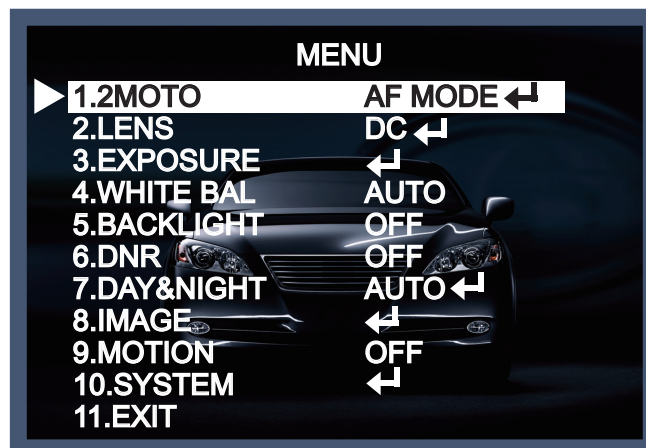 MENU
1.2MOTO AF MODE ↵
2.LENS DC ↵
3.EXPOSURE ↵
4.WHITE BAL AUTO
5.BACKLIGHT OFF
6.DNR OFF
7.DAY&NIGHT AUTO ↵
8.IMAGE ↵
9.MOTION OFF
10.SYSTEM ↵
11.EXIT